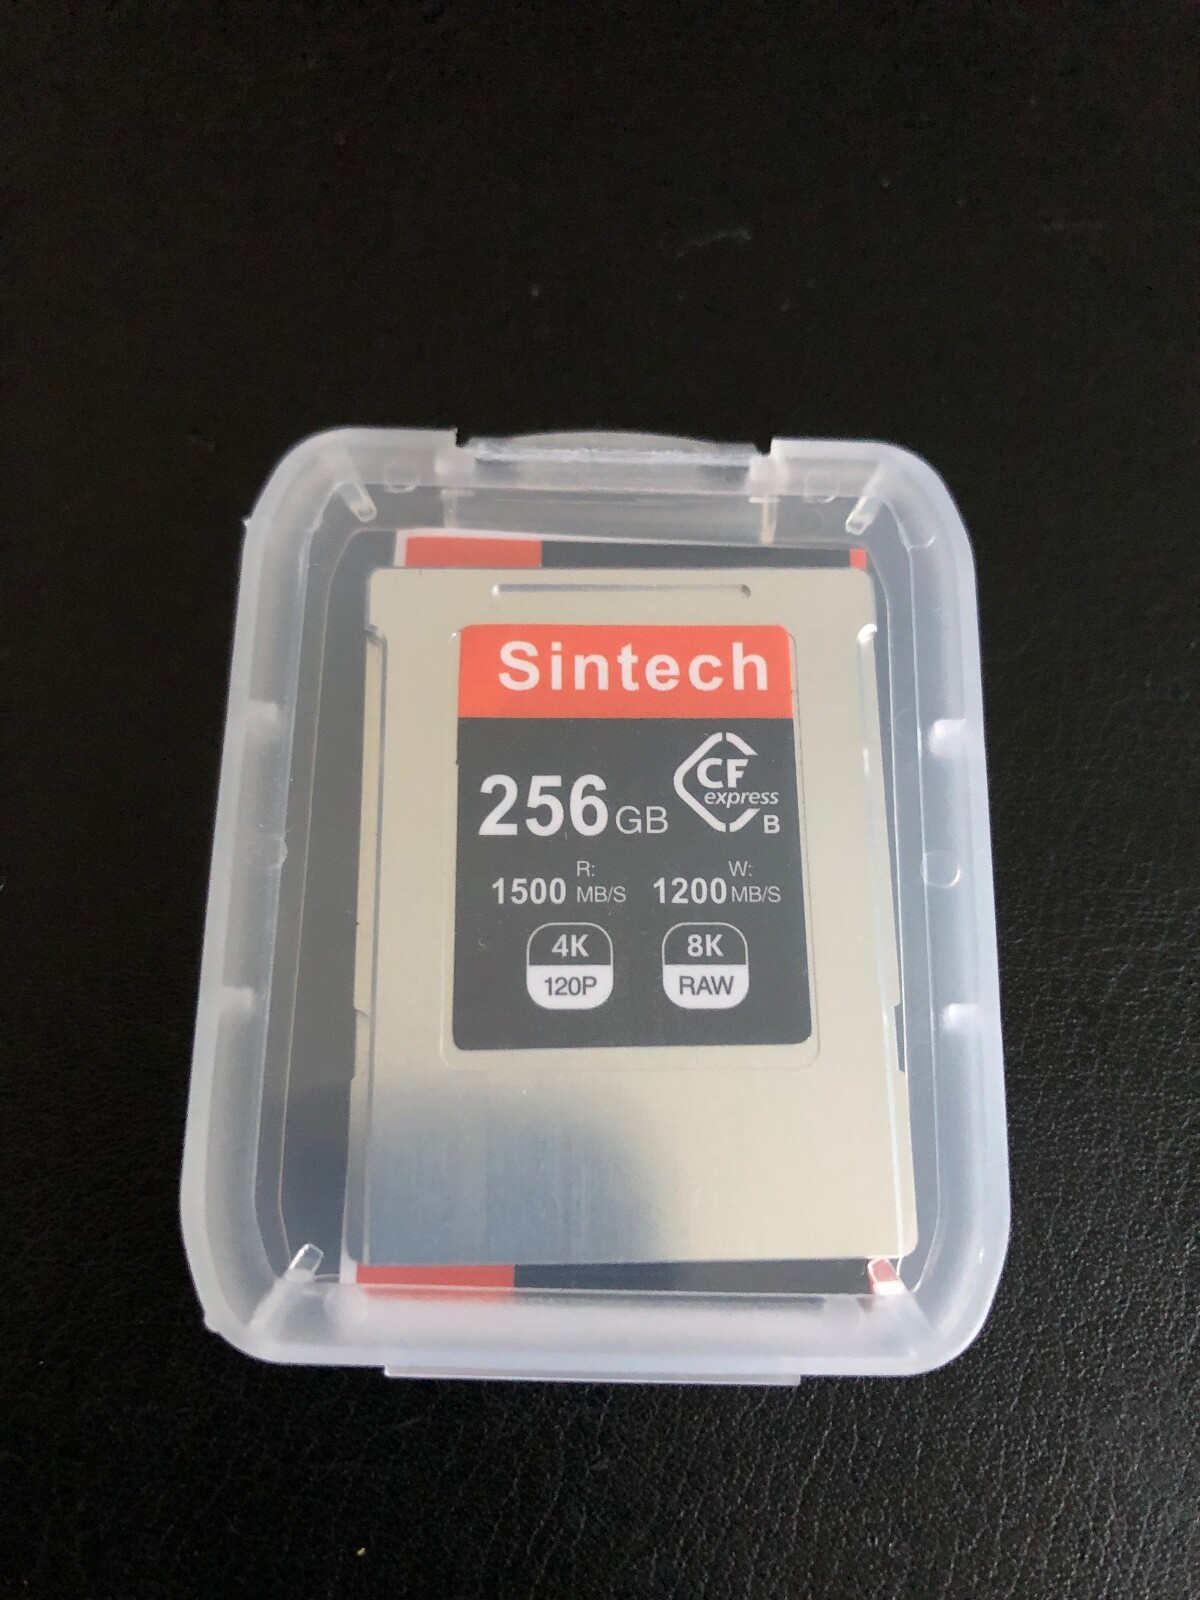 Sintech
256GB CF express B
R: W:
1500 MB/S 1200 MB/S
4K 8K
120P RAW